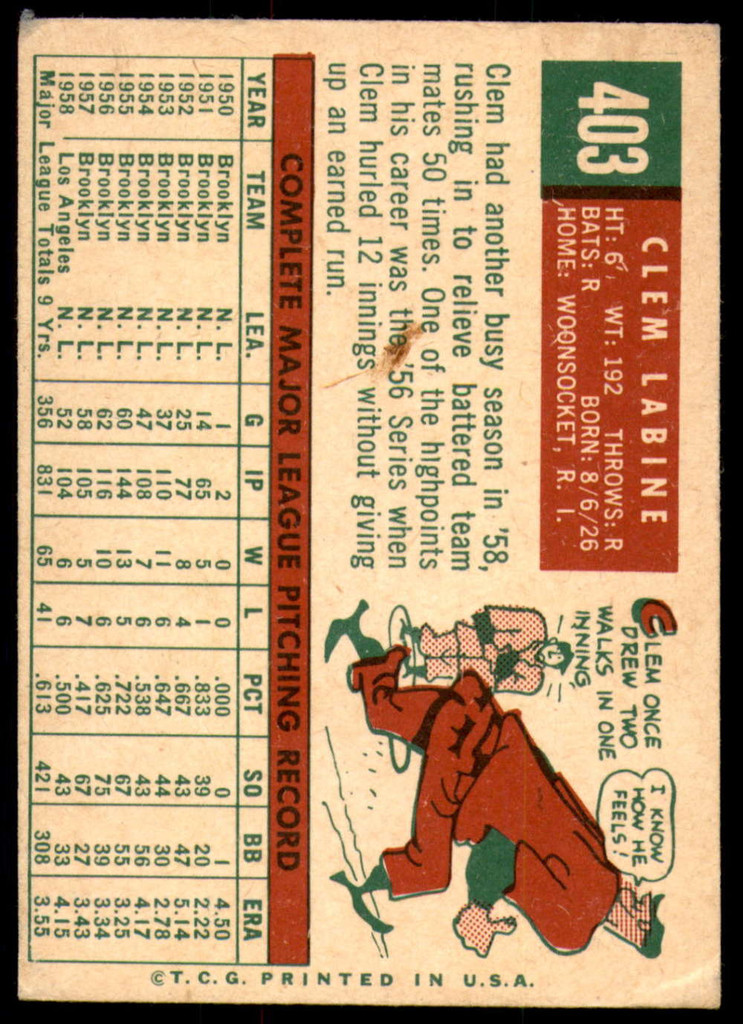 403
CLEM LABINE
HT: 6' WT: 192 THROWS: R
BATS: R BORN: 8/6/26
HOME: WOONSOCKET, R. I.
Clem had another busy season in '58,
rushing in to relieve battered team
mates 50 times. One of the highpoints
in his career was the '56 Series when
Clem hurled 12 innings without giving
up an earned run.
CLEM ONCE
DREW TWO
WALKS IN ONE
INNING
I KNOW
HOW HE
FEELS!
COMPLETE MAJOR LEAGUE PITCHING RECORD
YEAR TEAM LEA. G IP W L PCT SO BB ERA
1950 Brooklyn N. L. 1 2 0 0 .000 0 1 4.50
1951 Brooklyn N. L. 14 65 5 1 .833 39 20 2.22
1952 Brooklyn N. L. 25 77 8 4 .667 43 47 5.14
1953 Brooklyn N. L. 37 110 11 6 .647 44 30 2.78
1954 Brooklyn N. L. 47 108 7 6 .538 43 56 4.17
1955 Brooklyn N. L. 60 144 13 5 .722 67 55 3.25
1956 Brooklyn N. L. 62 116 10 6 .625 75 39 3.34
1957 Brooklyn N. L. 58 105 5 7 .417 67 27 3.43
1958 Los Angeles N. L. 52 104 6 6 .500 43 33 4.15
Major League Totals 9 Yrs. 356 831 65 41 .613 421 308 3.55
©T.C.G. PRINTED IN U.S.A.